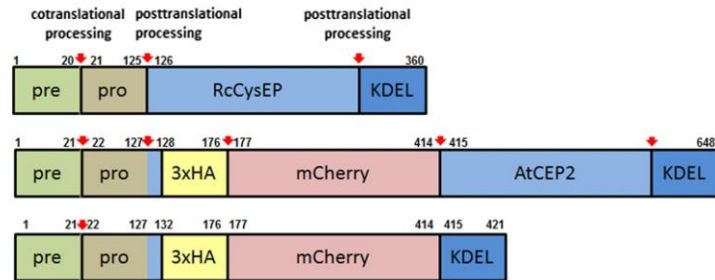 cotranslational posttranslational posttranslational
processing processing processing
1 20 21 125 126 360
pre pro RcCysEP KDEL
1 21 22 127 128 176 177 414 415 648
pre pro 3xHA mCherry AtCEP2 KDEL
1 21 22 127 132 176 177 414 415 421
pre pro 3xHA mCherry KDEL